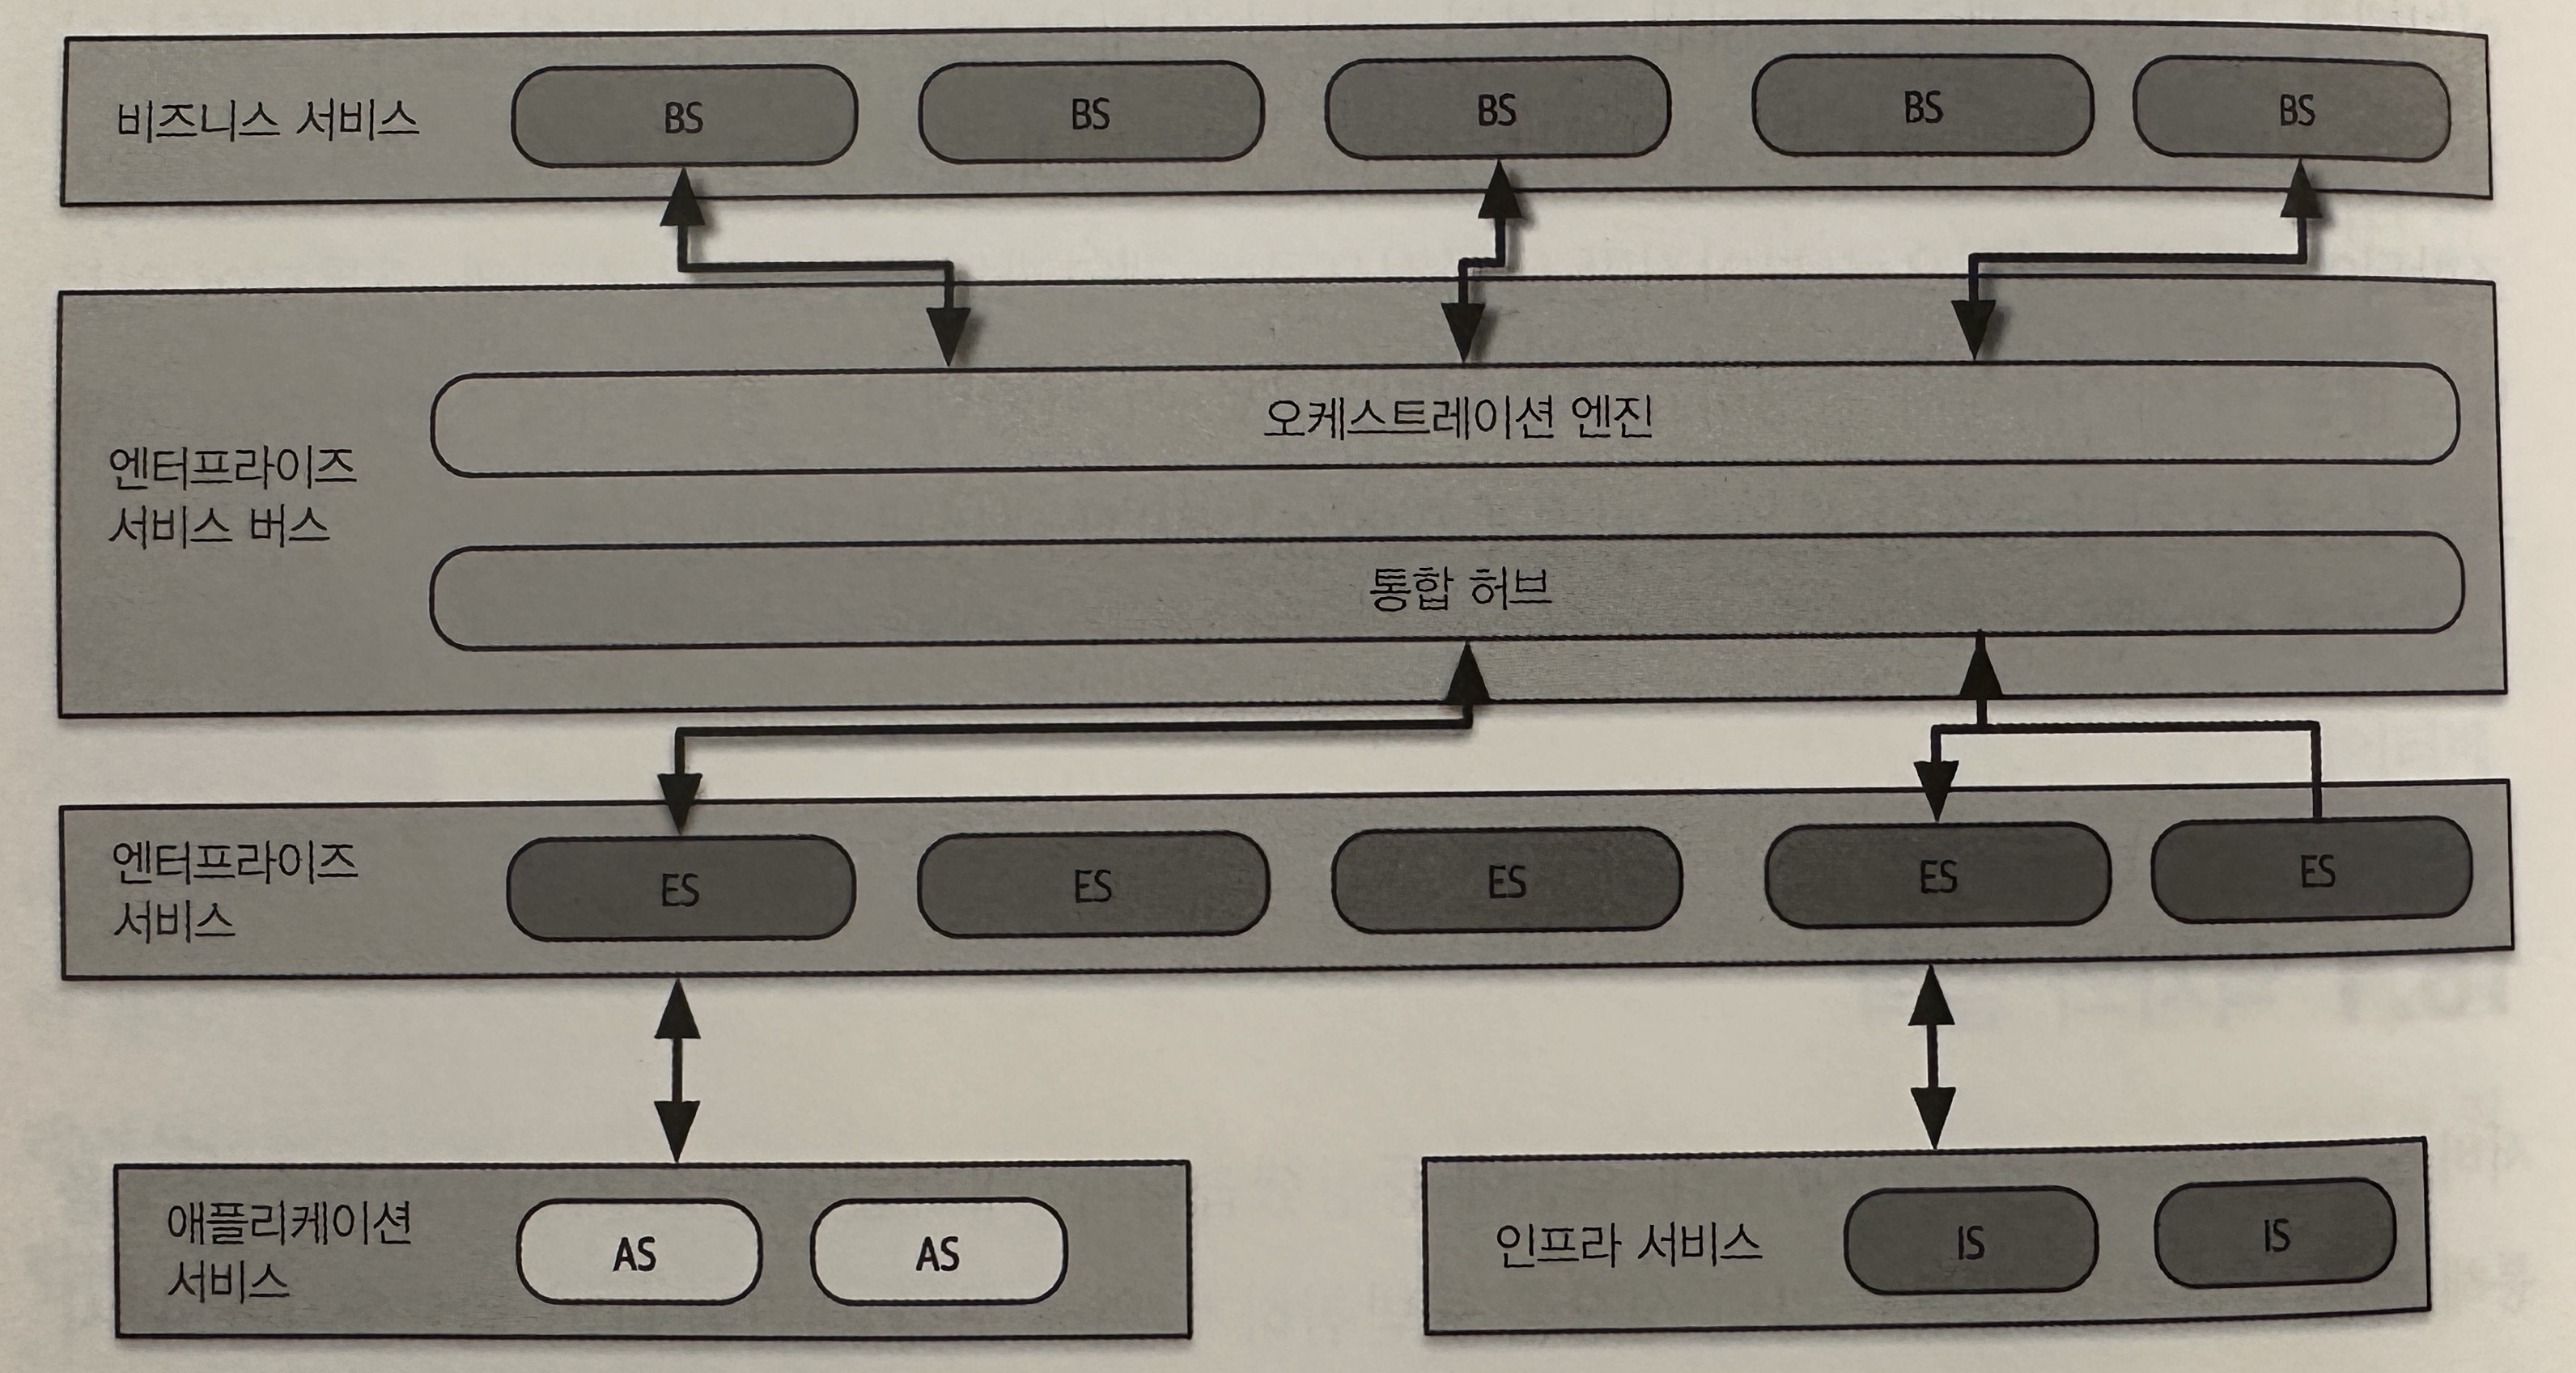 비즈니스 서비스
BS
BS
BS
BS
BS
오케스트레이션 엔진
엔터프라이즈
서비스 버스
통합 허브
엔터프라이즈
서비스
ES
ES
ES
ES
ES
애플리케이션
서비스
AS
AS
인프라 서비스
IS
IS